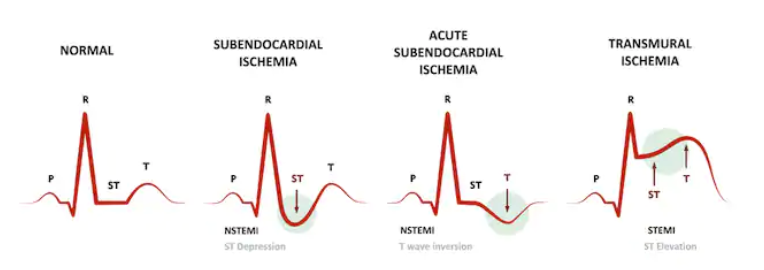 NORMAL
R
P
ST
T
SUBENDOCARDIAL
ISCHEMIA
R
P
ST
T
NSTEMI
ST Depression
ACUTE
SUBENDOCARDIAL
ISCHEMIA
R
P
ST
T
NSTEMI
T wave inversion
TRANSMURAL
ISCHEMIA
R
P
ST
T
STEMI
ST Elevation